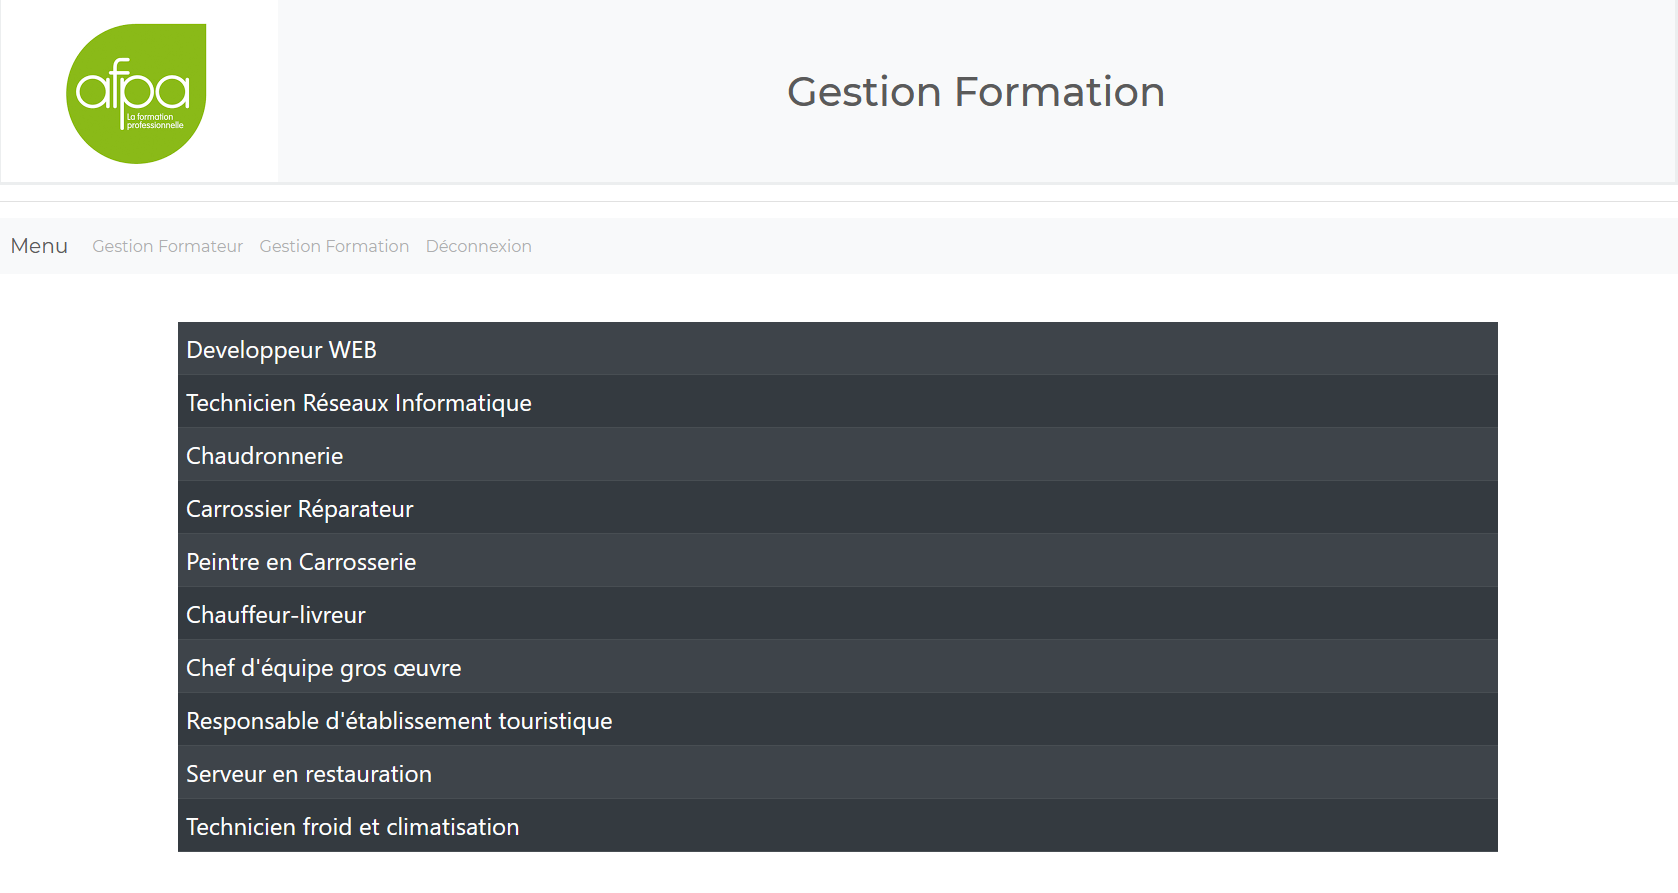 afpa
La formation
professionnelle
Gestion Formation
Menu Gestion Formateur Gestion Formation Déconnexion
Developpeur WEB
Technicien Réseaux Informatique
Chaudronnerie
Carrossier Réparateur
Peintre en Carrosserie
Chauffeur-livreur
Chef d'équipe gros œuvre
Responsable d'établissement touristique
Serveur en restauration
Technicien froid et climatisation